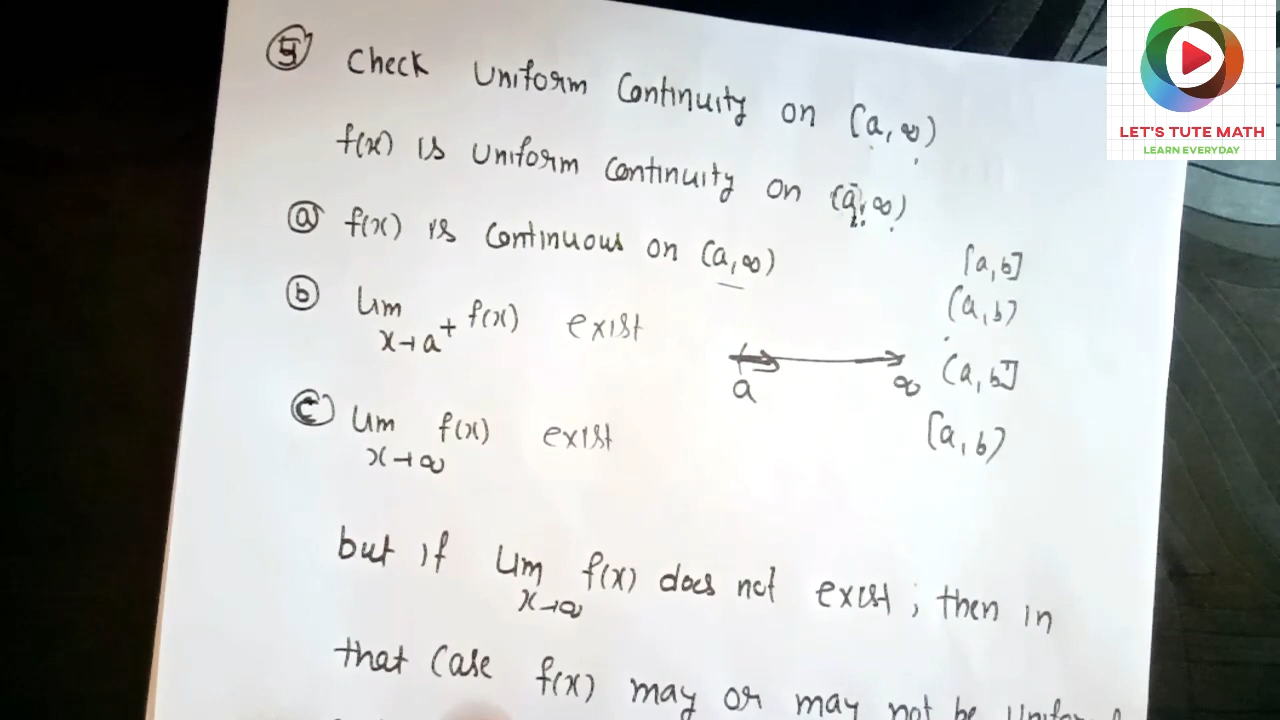 5 Check Uniform Continuity on (a, ∞)
f(x) is uniform continuity on (a, ∞)
a f(x) is continuous on (a, ∞)
b lim x→a⁺ f(x) exist
c lim x→∞ f(x) exist
but if lim x→∞ f(x) does not exist ; then in
that case f(x) may or may not be
[a, b]
(a, b)
(a, b]
[a, b)
a ∞
LET'S TUTE MATH
LEARN EVERYDAY